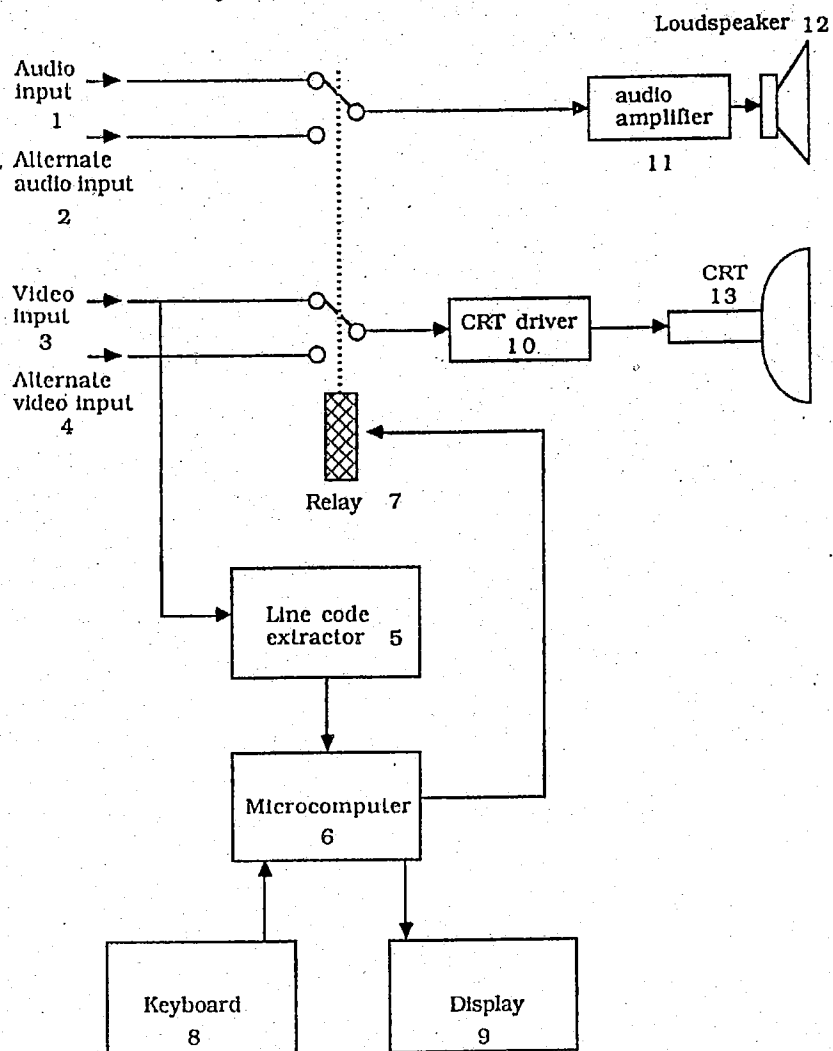 Loudspeaker 12
Audio
input
1
Alternate
audio input
2
audio
amplifier
11
Video
input
3
Alternate
video input
4
CRT driver
10
CRT
13
Relay 7
Line code
extractor 5
Microcomputer
6
Keyboard
8
Display
9